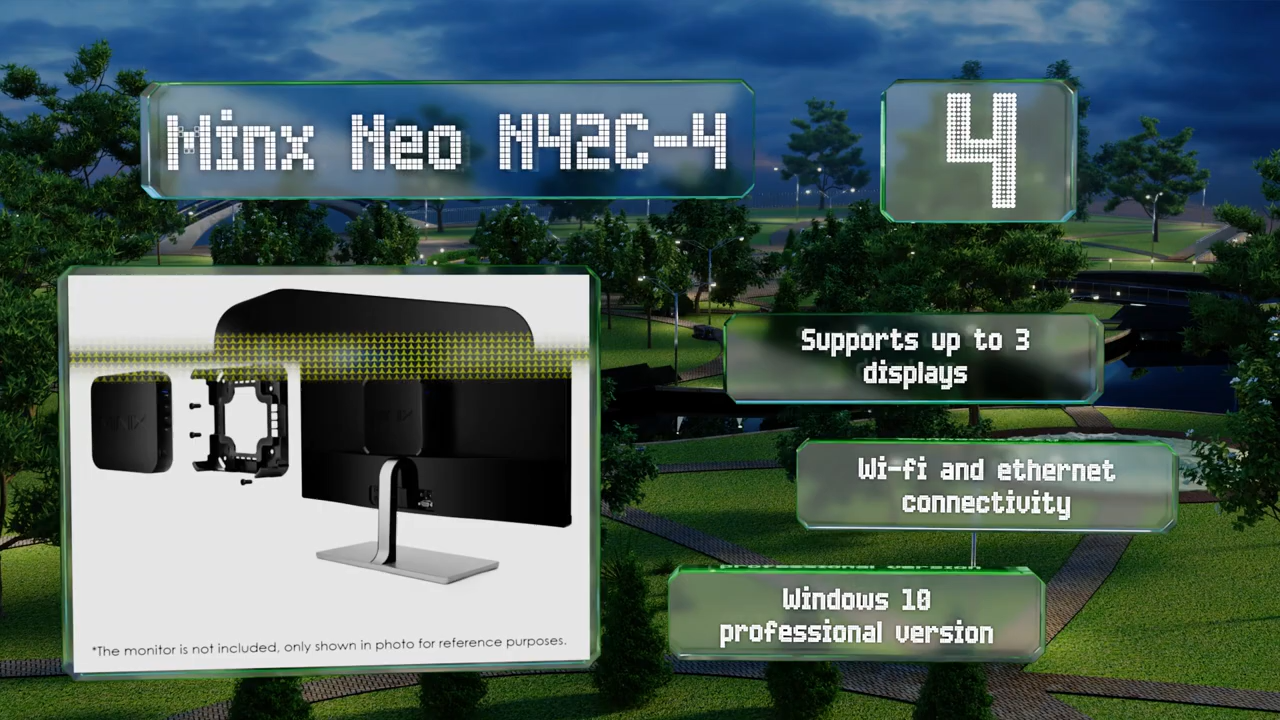 Minx Neo N42C-4
4
Supports up to 3
displays
Wi-fi and ethernet
connectivity
Windows 10
professional version
*The monitor is not included, only shown in photo for reference purposes.